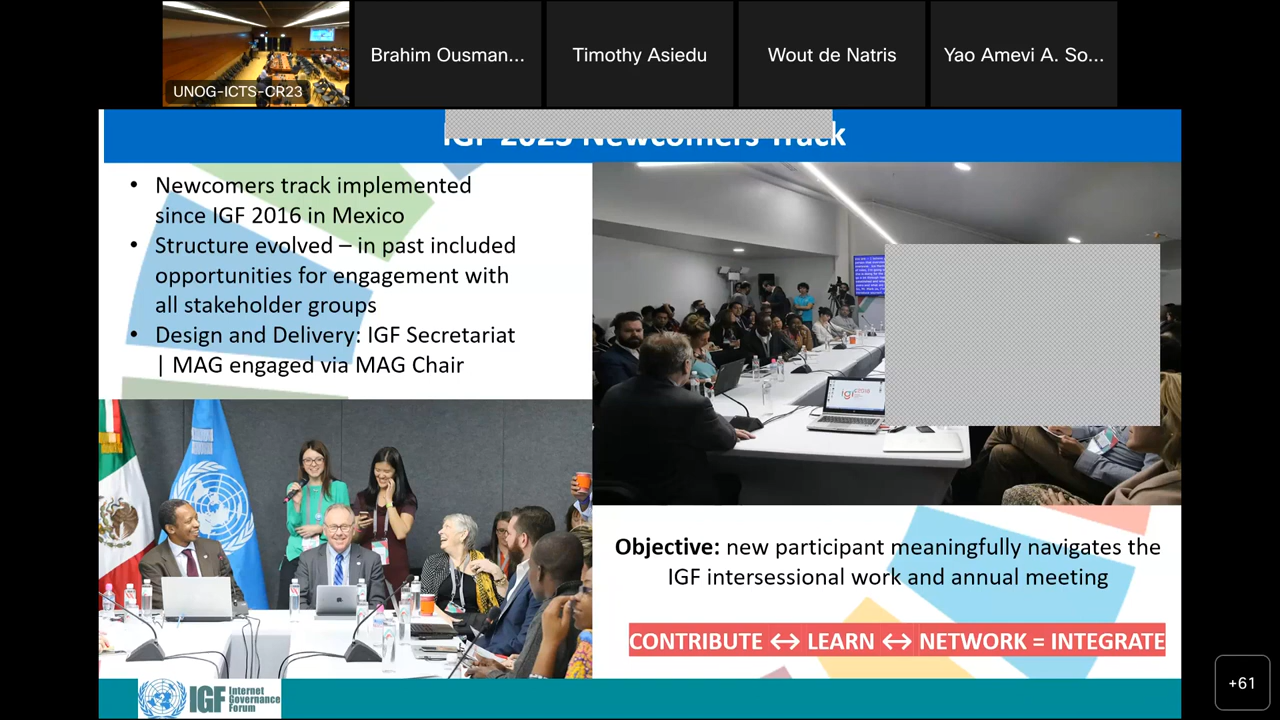 UNOG-ICTS-CR23
Brahim Ousman...
Timothy Asiedu
Wout de Natris
Yao Amevi A. So...
Newcomers Track
• Newcomers track implemented
since IGF 2016 in Mexico
• Structure evolved – in past included
opportunities for engagement with
all stakeholder groups
• Design and Delivery: IGF Secretariat
| MAG engaged via MAG Chair
Objective: new participant meaningfully navigates the
IGF intersessional work and annual meeting
CONTRIBUTE ↔ LEARN ↔ NETWORK = INTEGRATE
IGF
Internet
Governance
Forum
+61